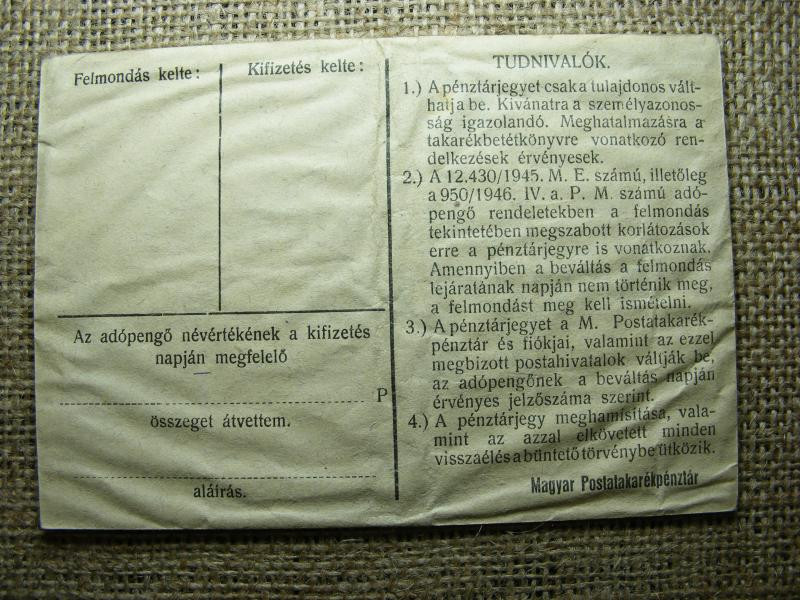 Felmondás kelte:
Kifizetés kelte:
Az adópengő névértékének a kifizetés
napján megfelelő
P
összeget átvettem.
aláírás.
TUDNIVALÓK.
1.) A pénztárjegyet csak a tulajdonos vált-
hatja be. Kívánatra a személyazonos-
ság igazolandó. Meghatalmazásra a
takarékbetétkönyvre vonatkozó ren-
delkezések érvényesek.
2.) A 12.430/1945. M. E. számú, illetőleg
a 950/1946. IV. a. P. M. számú adó-
pengő rendeletekben a felmondás
tekintetében megszabott korlátozások
erre a pénztárjegyre is vonatkoznak.
Amennyiben a beváltás a felmondás
lejáratának napján nem történik meg,
a felmondást meg kell ismételni.
3.) A pénztárjegyet a M. Postatakarék-
pénztár és fiókjai, valamint az ezzel
megbizott postahivatalok váltják be,
az adópengőnek a beváltás napján
érvényes jelzőszáma szerint.
4.) A pénztárjegy meghamisítása, vala-
mint az azzal elkövetett minden
visszaélés a büntető törvénybe ütközik.
Magyar Postatakarékpénztár